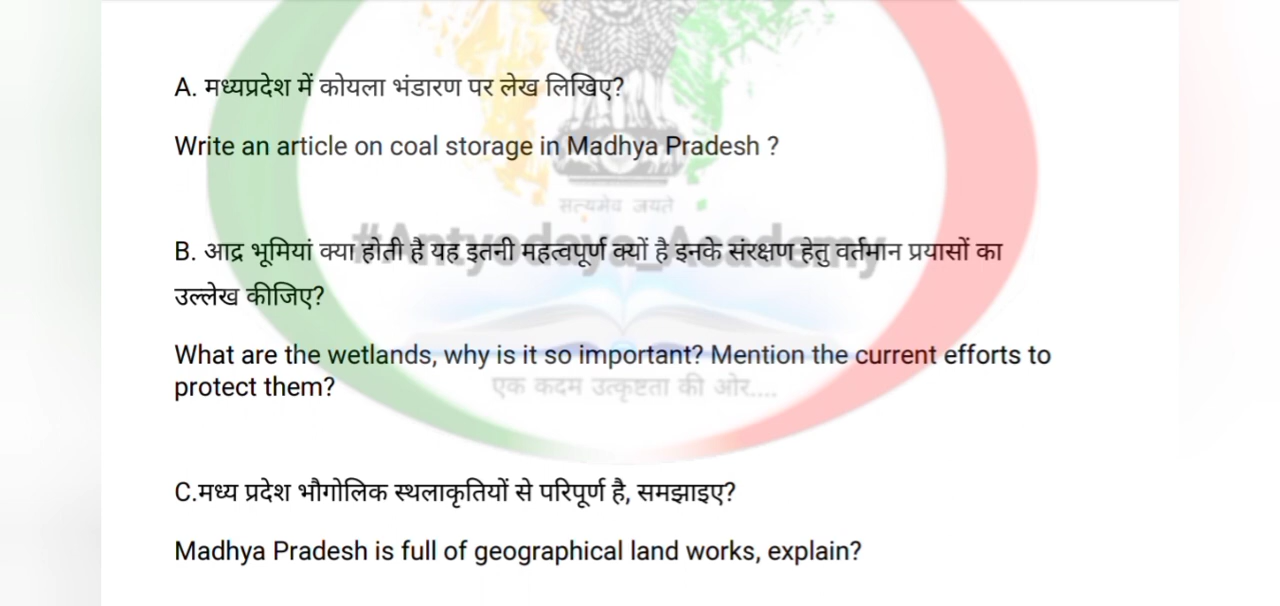 A. मध्यप्रदेश में कोयला भंडारण पर लेख लिखिए?
Write an article on coal storage in Madhya Pradesh ?
सत्यमेव जयते
#Antyodaya_Academy
B. आद्र भूमियां क्या होती है यह इतनी महत्वपूर्ण क्यों है इनके संरक्षण हेतु वर्तमान प्रयासों का
उल्लेख कीजिए?
What are the wetlands, why is it so important? Mention the current efforts to
protect them?
एक कदम उत्कृष्टता की ओर....
C.मध्य प्रदेश भौगोलिक स्थलाकृतियों से परिपूर्ण है, समझाइए?
Madhya Pradesh is full of geographical land works, explain?